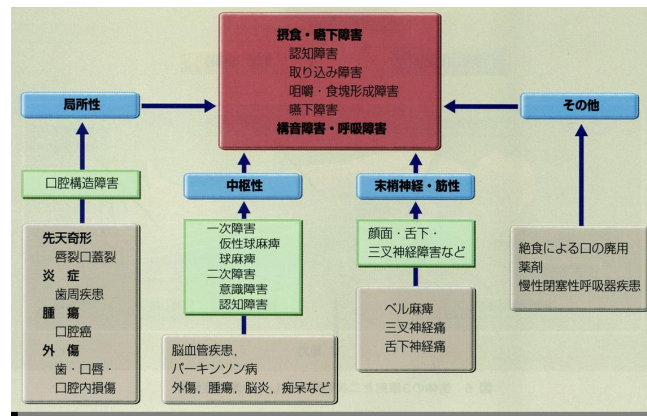 摂食・嚥下障害
認知障害
取り込み障害
咀嚼・食塊形成障害
嚥下障害
構音障害・呼吸障害
局所性
その他
口腔構造障害
中枢性
末梢神経・筋性
先天奇形
唇裂口蓋裂
炎 症
歯周疾患
腫 瘍
口腔癌
外 傷
歯・口唇・
口腔内損傷
一次障害
仮性球麻痺
球麻痺
二次障害
意識障害
認知障害
脳血管疾患,
パーキンソン病
外傷, 腫瘍, 脳炎, 痴呆など
顔面・舌下・
三叉神経障害など
ベル麻痺
三叉神経痛
舌下神経痛
絶食による口の廃用
薬剤
慢性閉塞性呼吸器疾患